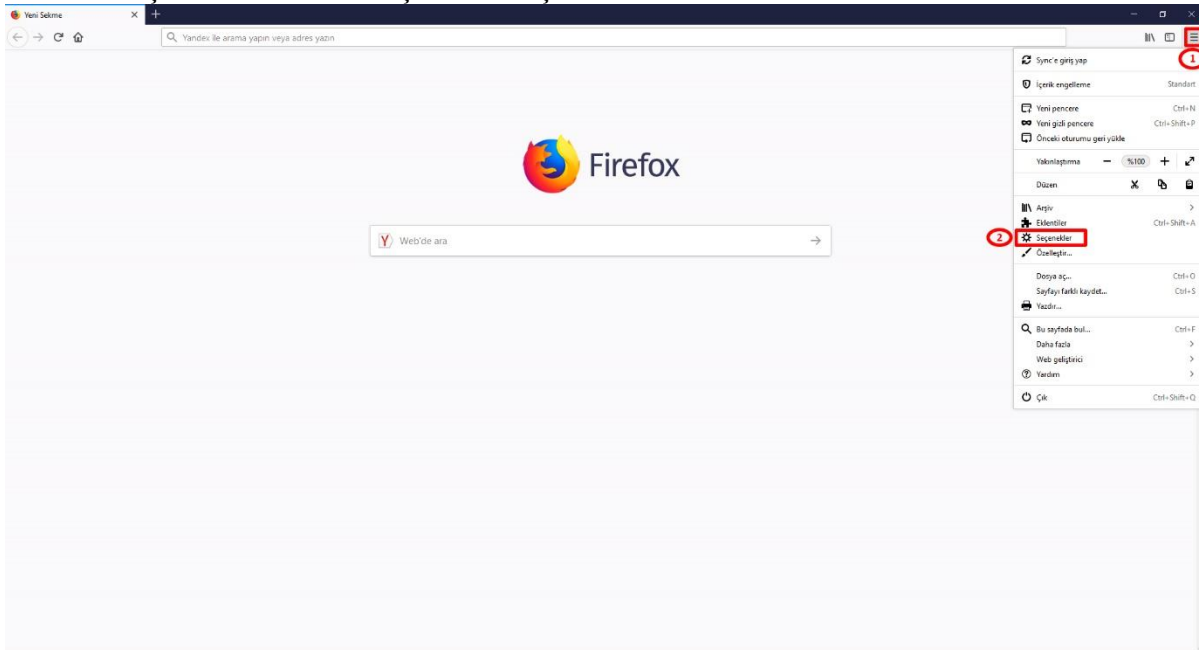 Yeni Sekme
Yandex ile arama yapın veya adres yazın
1
Sync'e giriş yap
İçerik engelleme Standart
Yeni pencere Ctrl+N
Yeni gizli pencere Ctrl+Shift+P
Önceki oturumu geri yükle
Firefox
Yakınlaştırma %100
Düzen
Arşiv
Eklentiler Ctrl+Shift+A
Y Web'de ara
2 Seçenekler
Özelleştir...
Dosya aç... Ctrl+O
Sayfayı farklı kaydet... Ctrl+S
Yazdır...
Bu sayfada bul... Ctrl+F
Daha fazla
Web geliştirici
Yardım
Çık Ctrl+Shift+Q